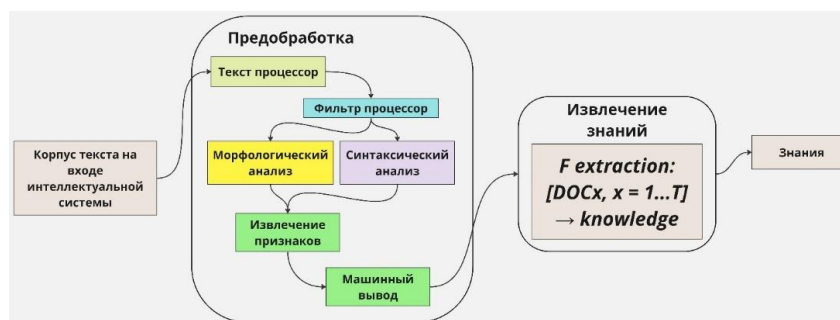 Предобработка
Текст процессор
Фильтр процессор
Морфологический
анализ
Синтаксический
анализ
Извлечение
признаков
Машинный
вывод
Корпус текста на
входе
интеллектуальной
системы
Извлечение
знаний
F extraction:
[DOCx, x = 1...T]
→ knowledge
Знания